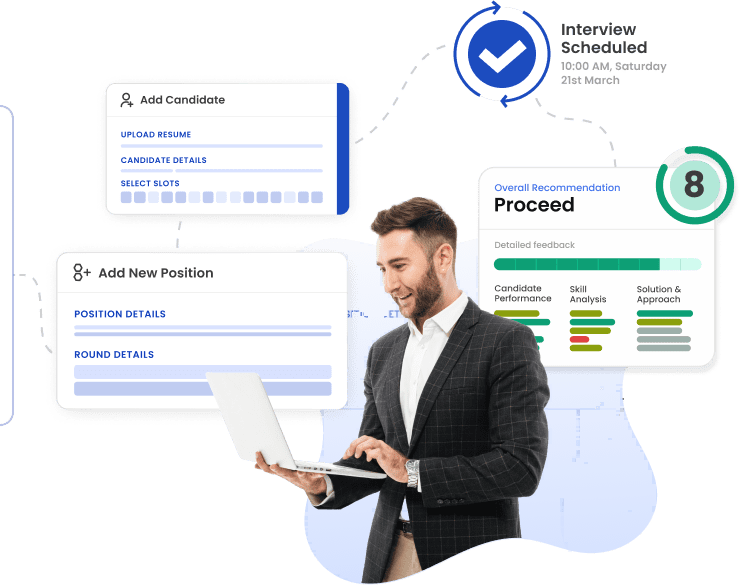 Interview
Scheduled
10:00 AM, Saturday
21st March
Add Candidate
UPLOAD RESUME
CANDIDATE DETAILS
SELECT SLOTS
Overall Recommendation
Proceed
8
Detailed feedback
Candidate
Performance
Skill
Analysis
Solution &
Approach
Add New Position
POSITION DETAILS
ROUND DETAILS